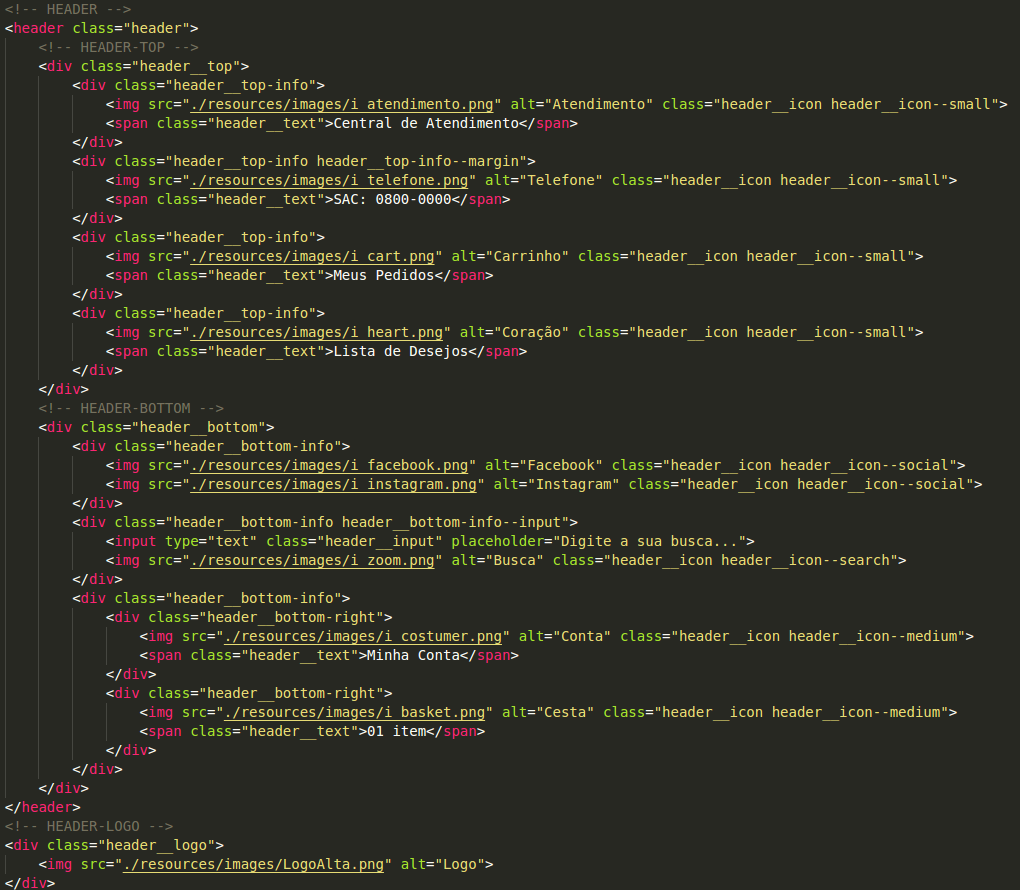 <!-- HEADER -->
<header class="header">
    <!-- HEADER-TOP -->
    <div class="header__top">
        <div class="header__top-info">
            <img src="./resources/images/i_atendimento.png" alt="Atendimento" class="header__icon header__icon--small">
            <span class="header__text">Central de Atendimento</span>
        </div>
        <div class="header__top-info header__top-info--margin">
            <img src="./resources/images/i_telefone.png" alt="Telefone" class="header__icon header__icon--small">
            <span class="header__text">SAC: 0800-0000</span>
        </div>
        <div class="header__top-info">
            <img src="./resources/images/i_cart.png" alt="Carrinho" class="header__icon header__icon--small">
            <span class="header__text">Meus Pedidos</span>
        </div>
        <div class="header__top-info">
            <img src="./resources/images/i_heart.png" alt="Coração" class="header__icon header__icon--small">
            <span class="header__text">Lista de Desejos</span>
        </div>
    </div>
    <!-- HEADER-BOTTOM -->
    <div class="header__bottom">
        <div class="header__bottom-info">
            <img src="./resources/images/i_facebook.png" alt="Facebook" class="header__icon header__icon--social">
            <img src="./resources/images/i_instagram.png" alt="Instagram" class="header__icon header__icon--social">
        </div>
        <div class="header__bottom-info header__bottom-info--input">
            <input type="text" class="header__input" placeholder="Digite a sua busca...">
            <img src="./resources/images/i_zoom.png" alt="Busca" class="header__icon header__icon--search">
        </div>
        <div class="header__bottom-info">
            <div class="header__bottom-right">
                <img src="./resources/images/i_costumer.png" alt="Conta" class="header__icon header__icon--medium">
                <span class="header__text">Minha Conta</span>
            </div>
            <div class="header__bottom-right">
                <img src="./resources/images/i_basket.png" alt="Cesta" class="header__icon header__icon--medium">
                <span class="header__text">01 item</span>
            </div>
        </div>
    </div>
</header>
<!-- HEADER-LOGO -->
<div class="header__logo">
    <img src="./resources/images/LogoAlta.png" alt="Logo">
</div>